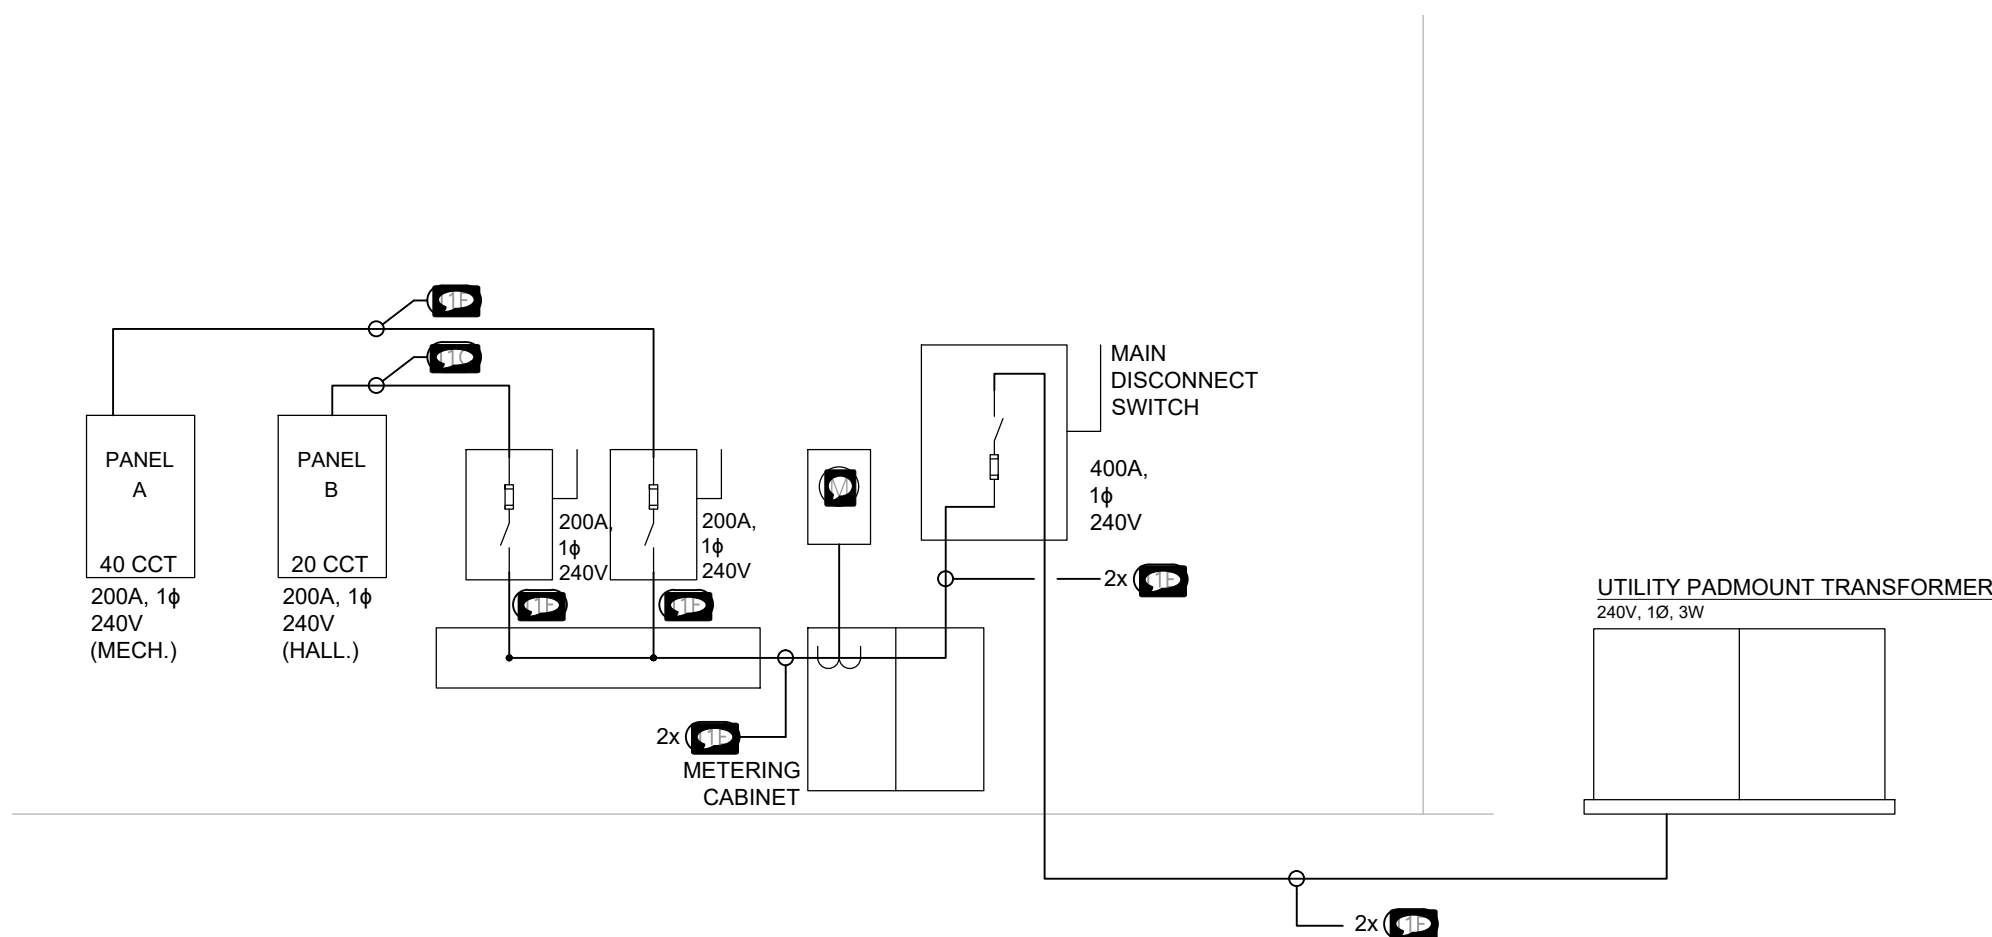 MAIN
DISCONNECT
SWITCH
400A,
1ϕ
240V
PANEL
A
40 CCT
200A, 1ϕ
240V
(MECH.)
PANEL
B
20 CCT
200A, 1ϕ
240V
(HALL.)
200A,
1ϕ
240V
200A,
1ϕ
240V
2x
2x
METERING
CABINET
UTILITY PADMOUNT TRANSFORMER
240V, 1Ø, 3W
2x